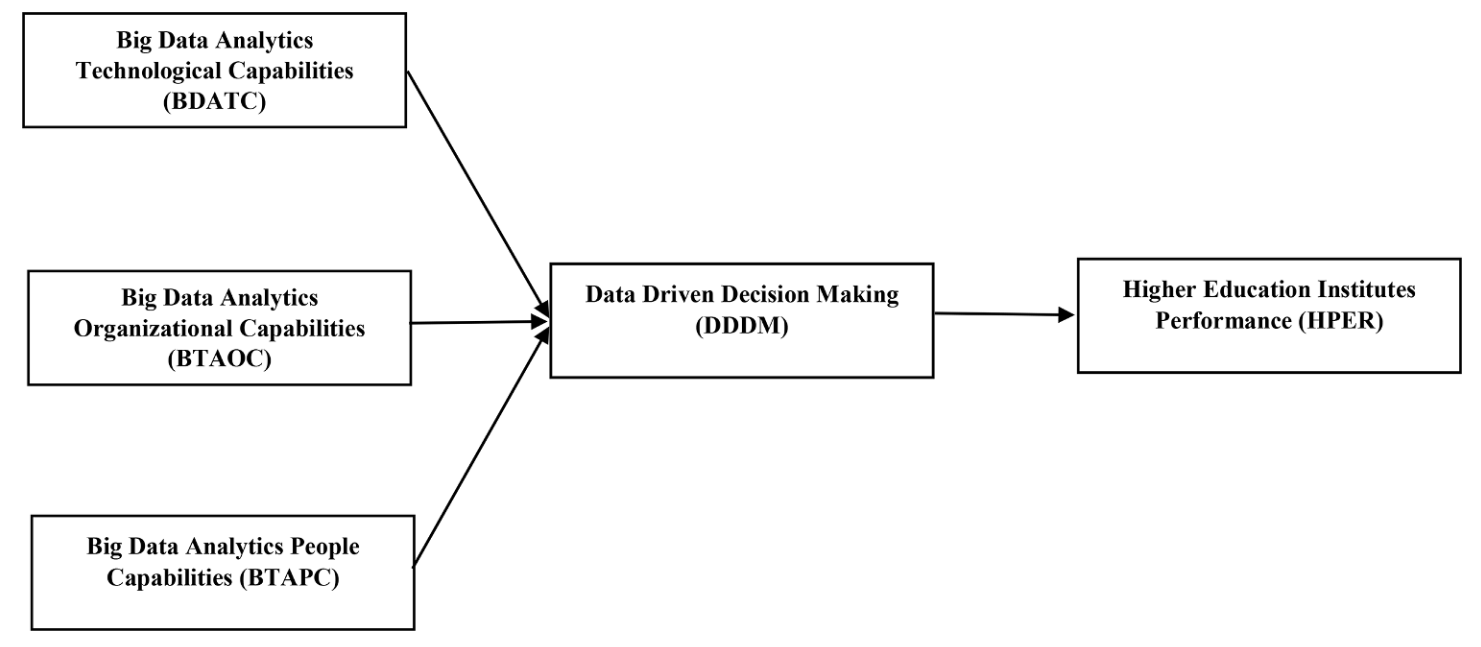 Big Data Analytics
Technological Capabilities
(BDATC)
Big Data Analytics
Organizational Capabilities
(BTAOC)
Big Data Analytics People
Capabilities (BTAPC)
Data Driven Decision Making
(DDDM)
Higher Education Institutes
Performance (HPER)